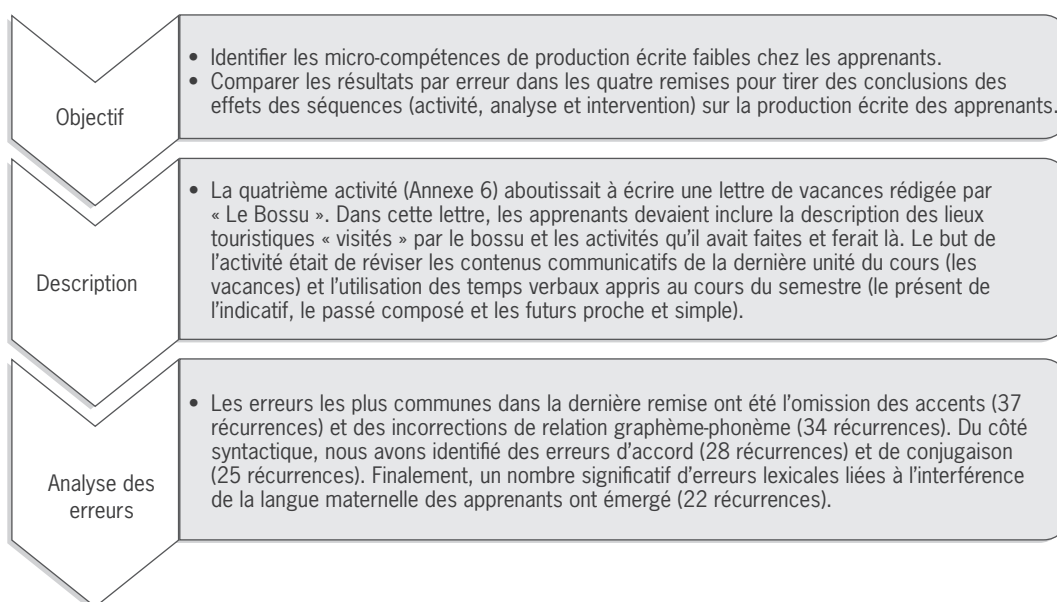 Objectif
• Identifier les micro-compétences de production écrite faibles chez les apprenants.
• Comparer les résultats par erreur dans les quatre remises pour tirer des conclusions des
effets des séquences (activité, analyse et intervention) sur la production écrite des apprenants.
Description
• La quatrième activité (Annexe 6) aboutissait à écrire une lettre de vacances rédigée par
« Le Bossu ». Dans cette lettre, les apprenants devaient inclure la description des lieux
touristiques « visités » par le bossu et les activités qu’il avait faites et ferait là. Le but de
l’activité était de réviser les contenus communicatifs de la dernière unité du cours (les
vacances) et l’utilisation des temps verbaux appris au cours du semestre (le présent de
l’indicatif, le passé composé et les futurs proche et simple).
Analyse des
erreurs
• Les erreurs les plus communes dans la dernière remise ont été l’omission des accents (37
récurrences) et des incorrections de relation graphème-phonème (34 récurrences). Du côté
syntactique, nous avons identifié des erreurs d’accord (28 récurrences) et de conjugaison
(25 récurrences). Finalement, un nombre significatif d’erreurs lexicales liées à l’interférence
de la langue maternelle des apprenants ont émergé (22 récurrences).